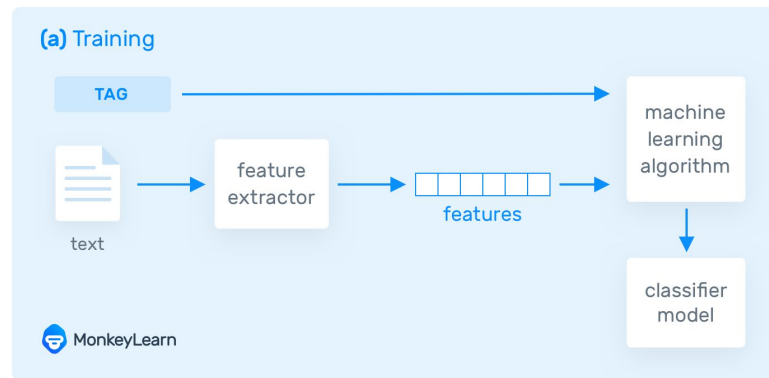 (a) Training
TAG
machine
learning
algorithm
feature
extractor
features
text
classifier
model
MonkeyLearn